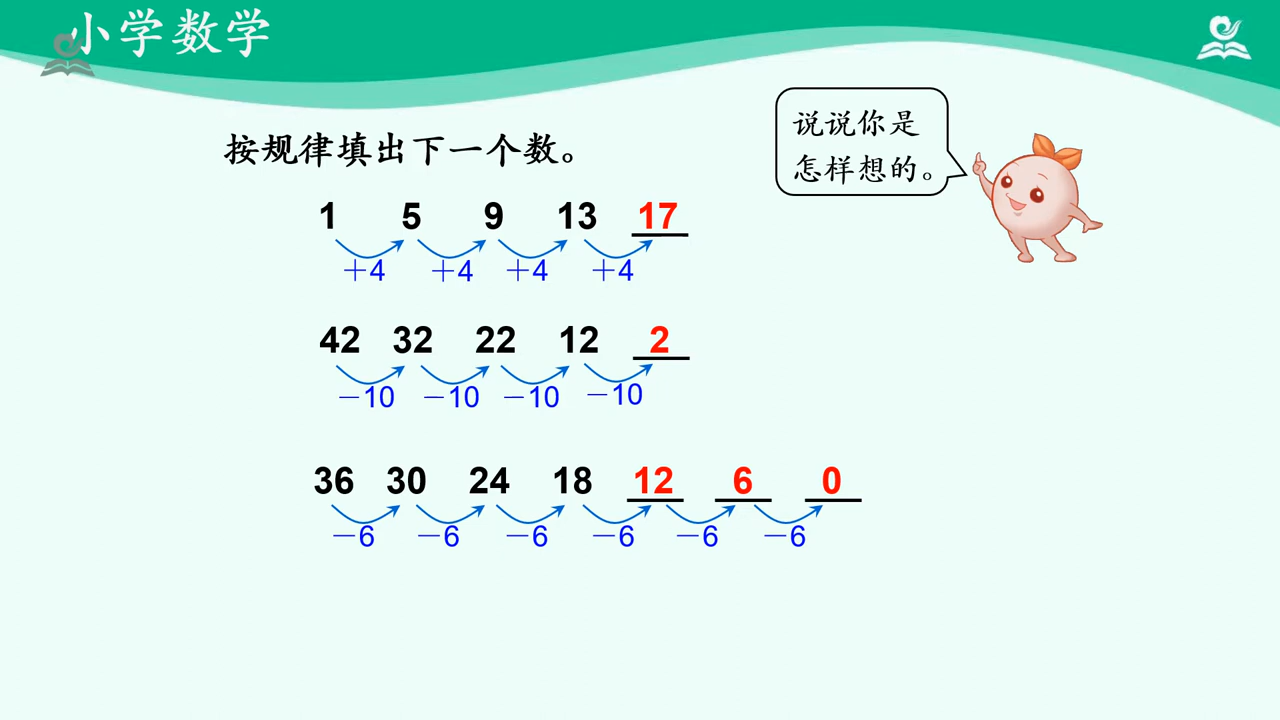 小学数学
按规律填出下一个数。
说说你是
怎样想的。
1 5 9 13 17
+4 +4 +4 +4
42 32 22 12 2
-10 -10 -10 -10
36 30 24 18 12 6 0
-6 -6 -6 -6 -6 -6